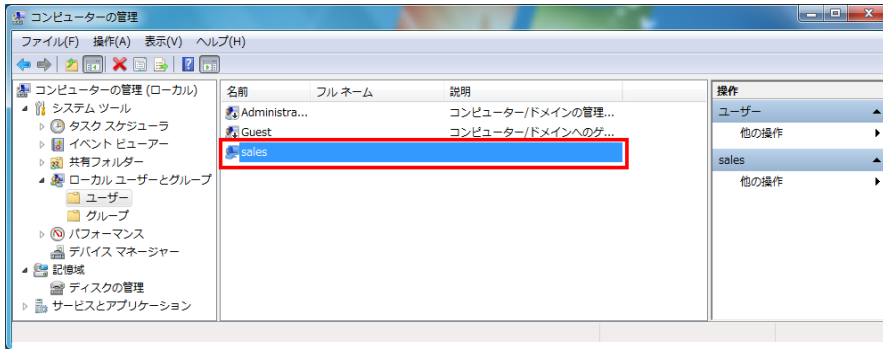 コンピューターの管理
ファイル(F) 操作(A) 表示(V) ヘルプ(H)
コンピューターの管理 (ローカル)
システム ツール
タスク スケジューラ
イベント ビューアー
共有フォルダー
ローカル ユーザーとグループ
ユーザー
グループ
パフォーマンス
デバイス マネージャー
記憶域
ディスクの管理
サービスとアプリケーション
名前 フル ネーム 説明
Administra... コンピューター/ドメインの管理...
Guest コンピューター/ドメインへのゲ...
sales
操作
ユーザー
他の操作
sales
他の操作